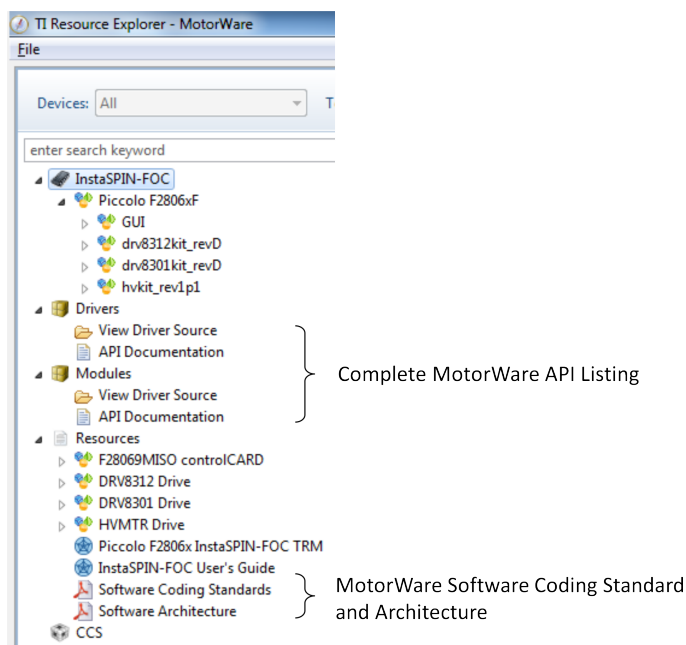 TI Resource Explorer - MotorWare
File
Devices: All T
enter search keyword
InstaSPIN-FOC
Piccolo F2806xF
GUI
drv8312kit_revD
drv8301kit_revD
hvkit_rev1p1
Drivers
View Driver Source
API Documentation
Modules
View Driver Source
API Documentation
Complete MotorWare API Listing
Resources
F28069MISO controlCARD
DRV8312 Drive
DRV8301 Drive
HVMTR Drive
Piccolo F2806x InstaSPIN-FOC TRM
InstaSPIN-FOC User's Guide
Software Coding Standards
Software Architecture
MotorWare Software Coding Standard
and Architecture
CCS